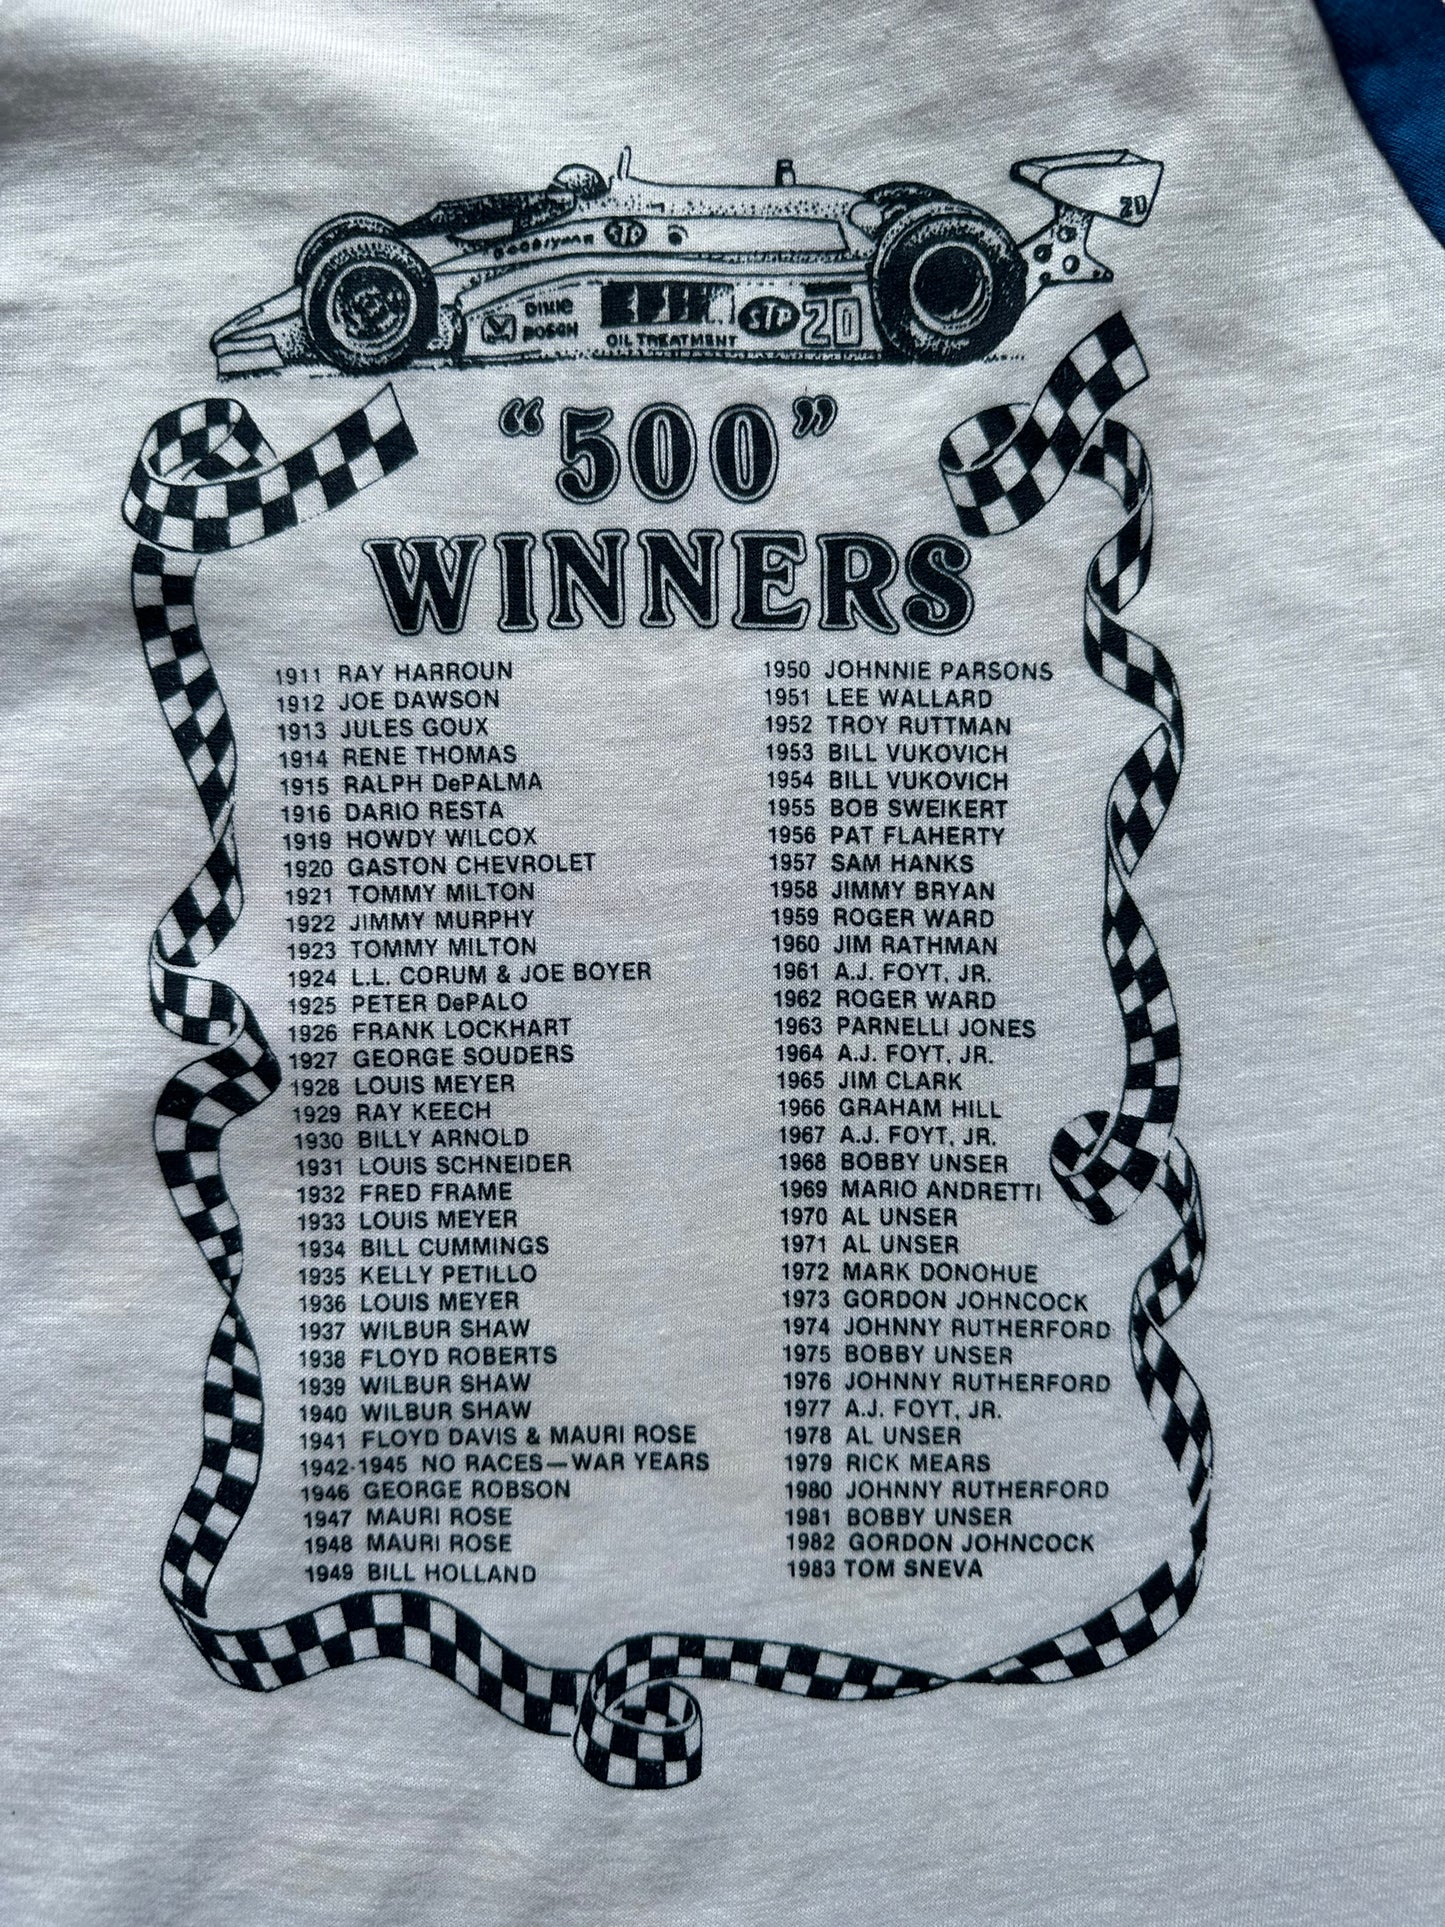 20
GOODYEAR STP
DIXIE
BOSCH
STP 20
OIL TREATMENT
"500"
WINNERS
1911 RAY HARROUN
1912 JOE DAWSON
1913 JULES GOUX
1914 RENE THOMAS
1915 RALPH DePALMA
1916 DARIO RESTA
1919 HOWDY WILCOX
1920 GASTON CHEVROLET
1921 TOMMY MILTON
1922 JIMMY MURPHY
1923 TOMMY MILTON
1924 L.L. CORUM & JOE BOYER
1925 PETER DePALO
1926 FRANK LOCKHART
1927 GEORGE SOUDERS
1928 LOUIS MEYER
1929 RAY KEECH
1930 BILLY ARNOLD
1931 LOUIS SCHNEIDER
1932 FRED FRAME
1933 LOUIS MEYER
1934 BILL CUMMINGS
1935 KELLY PETILLO
1936 LOUIS MEYER
1937 WILBUR SHAW
1938 FLOYD ROBERTS
1939 WILBUR SHAW
1940 WILBUR SHAW
1941 FLOYD DAVIS & MAURI ROSE
1942-1945 NO RACES—WAR YEARS
1946 GEORGE ROBSON
1947 MAURI ROSE
1948 MAURI ROSE
1949 BILL HOLLAND
1950 JOHNNIE PARSONS
1951 LEE WALLARD
1952 TROY RUTTMAN
1953 BILL VUKOVICH
1954 BILL VUKOVICH
1955 BOB SWEIKERT
1956 PAT FLAHERTY
1957 SAM HANKS
1958 JIMMY BRYAN
1959 ROGER WARD
1960 JIM RATHMAN
1961 A.J. FOYT, JR.
1962 ROGER WARD
1963 PARNELLI JONES
1964 A.J. FOYT, JR.
1965 JIM CLARK
1966 GRAHAM HILL
1967 A.J. FOYT, JR.
1968 BOBBY UNSER
1969 MARIO ANDRETTI
1970 AL UNSER
1971 AL UNSER
1972 MARK DONOHUE
1973 GORDON JOHNCOCK
1974 JOHNNY RUTHERFORD
1975 BOBBY UNSER
1976 JOHNNY RUTHERFORD
1977 A.J. FOYT, JR.
1978 AL UNSER
1979 RICK MEARS
1980 JOHNNY RUTHERFORD
1981 BOBBY UNSER
1982 GORDON JOHNCOCK
1983 TOM SNEVA